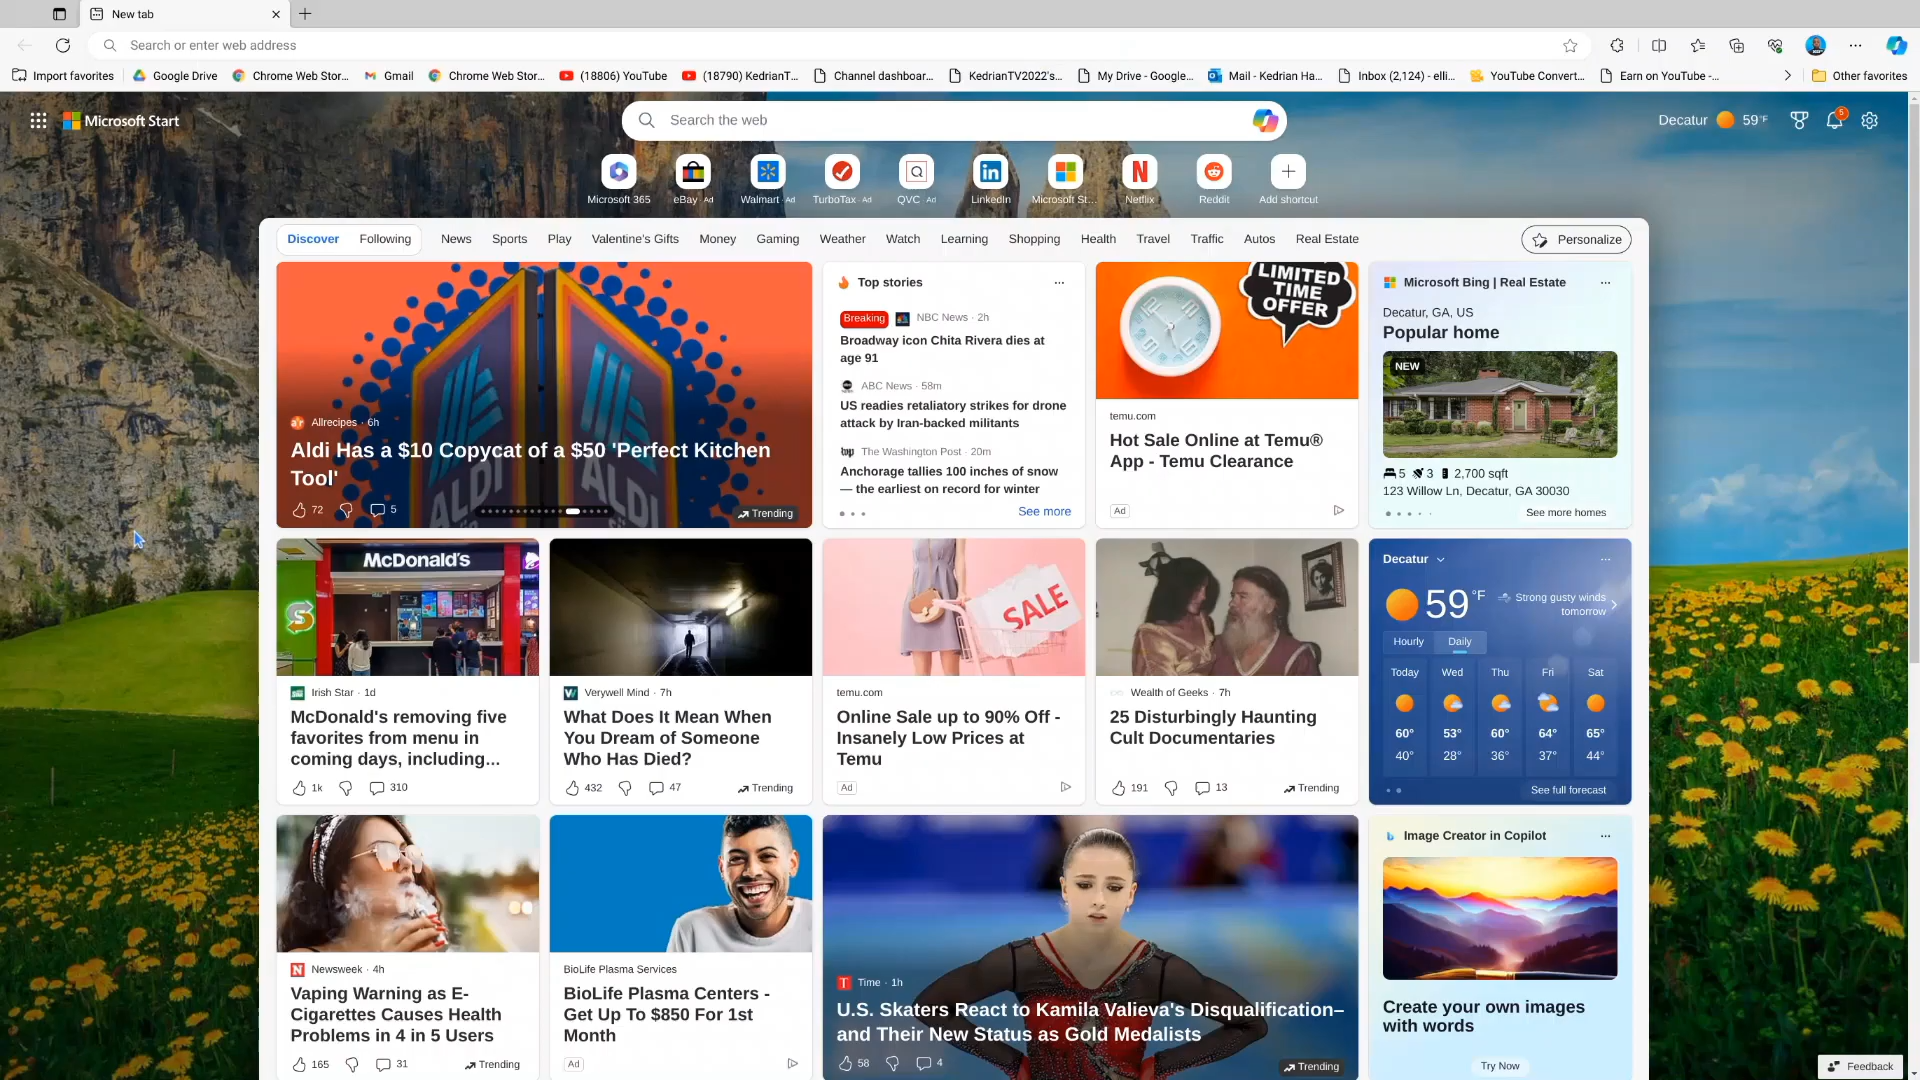 New tab
Search or enter web address
Import favorites
Google Drive
Chrome Web Stor...
Gmail
Chrome Web Stor...
(18806) YouTube
(18790) KedrianT...
Channel dashboar...
KedrianTV2022's...
My Drive - Google...
Mail - Kedrian Ha...
Inbox (2,124) - elli...
YouTube Convert...
Earn on YouTube -...
Other favorites
Microsoft Start
Search the web
Decatur 59°F
5
Microsoft 365
eBay · Ad
Walmart · Ad
TurboTax · Ad
QVC Ad
LinkedIn
Microsoft St...
Netflix
Reddit
Add shortcut
Discover
Following
News
Sports
Play
Valentine's Gifts
Money
Gaming
Weather
Watch
Learning
Shopping
Health
Travel
Traffic
Autos
Real Estate
Personalize
ALDI
ALDI
Allrecipes · 6h
Aldi Has a $10 Copycat of a $50 'Perfect Kitchen
Tool'
72
5
Trending
Top stories
Breaking NBC News · 2h
Broadway icon Chita Rivera dies at
age 91
ABC News · 58m
US readies retaliatory strikes for drone
attack by Iran-backed militants
The Washington Post · 20m
Anchorage tallies 100 inches of snow
— the earliest on record for winter
See more
LIMITED
TIME
OFFER
temu.com
Hot Sale Online at Temu®
App - Temu Clearance
Ad
Microsoft Bing | Real Estate
Decatur, GA, US
Popular home
NEW
5 3 2,700 sqft
123 Willow Ln, Decatur, GA 30030
See more homes
McDonald's
Irish Star · 1d
McDonald's removing five
favorites from menu in
coming days, including...
1k
310
Verywell Mind · 7h
What Does It Mean When
You Dream of Someone
Who Has Died?
432
47
Trending
SALE
temu.com
Online Sale up to 90% Off -
Insanely Low Prices at
Temu
Ad
Wealth of Geeks · 7h
25 Disturbingly Haunting
Cult Documentaries
191
13
Trending
Decatur
59 °F
Strong gusty winds
tomorrow
Hourly
Daily
Today Wed Thu Fri Sat
60° 53° 60° 64° 65°
40° 28° 36° 37° 44°
See full forecast
Newsweek · 4h
Vaping Warning as E-
Cigarettes Causes Health
Problems in 4 in 5 Users
165
31
Trending
BioLife Plasma Services
BioLife Plasma Centers -
Get Up To $850 For 1st
Month
Ad
Time · 1h
U.S. Skaters React to Kamila Valieva's Disqualification–
and Their New Status as Gold Medalists
58
4
Trending
Image Creator in Copilot
Create your own images
with words
Try Now
Feedback